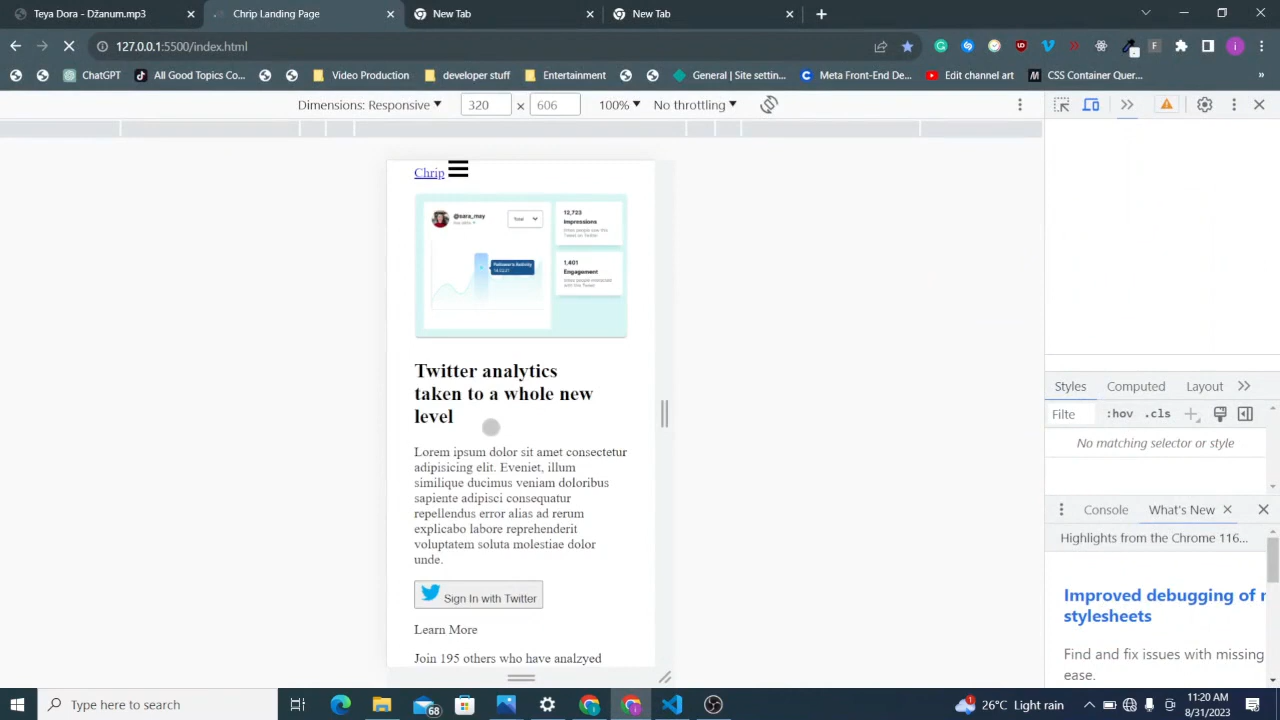 Teya Dora - Džanum.mp3
Chrip Landing Page
New Tab
New Tab
127.0.0.1:5500/index.html
ChatGPT
All Good Topics Co...
Video Production
developer stuff
Entertainment
General | Site settin...
Meta Front-End De...
Edit channel art
CSS Container Quer...
»
Dimensions: Responsive
320
×
606
100%
No throttling
Chrip
@sara_may
Total
12,723
Impressions
Follower's Activity
1,401
Engagement
Twitter analytics
taken to a whole new
level
Lorem ipsum dolor sit amet consectetur
adipisicing elit. Eveniet, illum
similique ducimus veniam doloribus
sapiente adipisci consequatur
repellendus error alias ad rerum
explicabo labore reprehenderit
voluptatem soluta molestiae dolor
unde.
Sign In with Twitter
Learn More
Join 195 others who have analzyed
Styles
Computed
Layout
Filte
:hov
.cls
No matching selector or style
Console
What's New
Highlights from the Chrome 116...
Improved debugging of r
stylesheets
Find and fix issues with missing
ease.
Type here to search
68
1
26°C Light rain
11:20 AM
8/31/2023